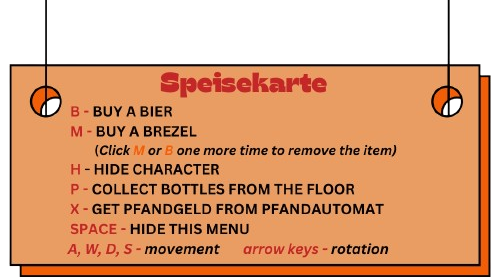 Speisekarte
B - BUY A BIER
M - BUY A BREZEL
(Click M or B one more time to remove the item)
H - HIDE CHARACTER
P - COLLECT BOTTLES FROM THE FLOOR
X - GET PFANDGELD FROM PFANDAUTOMAT
SPACE - HIDE THIS MENU
A, W, D, S - movement arrow keys - rotation